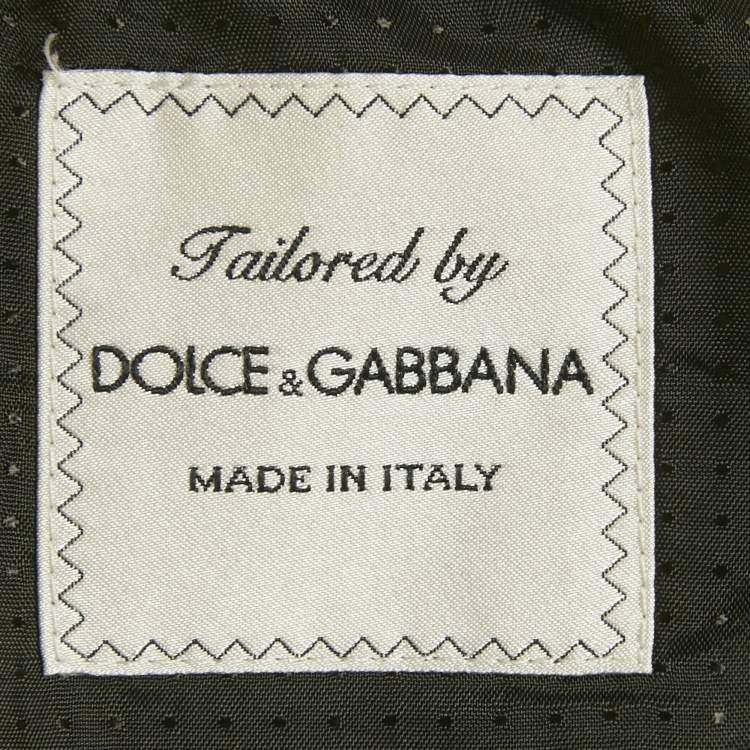 Tailored by
DOLCE & GABBANA
MADE IN ITALY